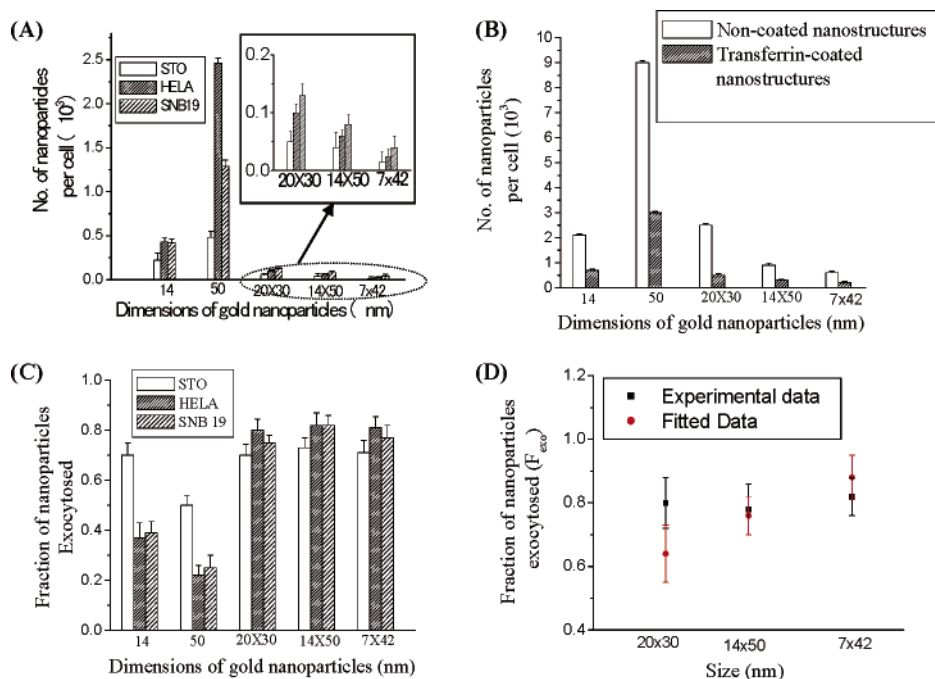 (A)
No. of nanoparticles
per cell ( 10³)
2.5
2.0
1.5
1.0
0.5
0.0
STO
HELA
SNB19
0.2
0.1
0.0
20X30 14X50 7x42
14 50 20X30 14X50 7x42
Dimensions of gold nanoparticles ( nm)
(B)
Non-coated nanostructures
Transferrin-coated
nanostructures
No. of nanoparticles
per cell (10³)
10
9
8
7
6
5
4
3
2
1
0
14 50 20X30 14X50 7x42
Dimensions of gold nanoparticles (nm)
(C)
STO
HELA
SNB 19
Fraction of nanoparticles
Exocytosed
1.0
0.8
0.6
0.4
0.2
0.0
14 50 20X30 14X50 7X42
Dimensions of gold nanoparticles (nm)
(D)
Experimental data
Fitted Data
Fraction of nanoparticles
exocytosed (Fexo)
1.2
1.0
0.8
0.6
0.4
20x30 14x50 7x42
Size (nm)